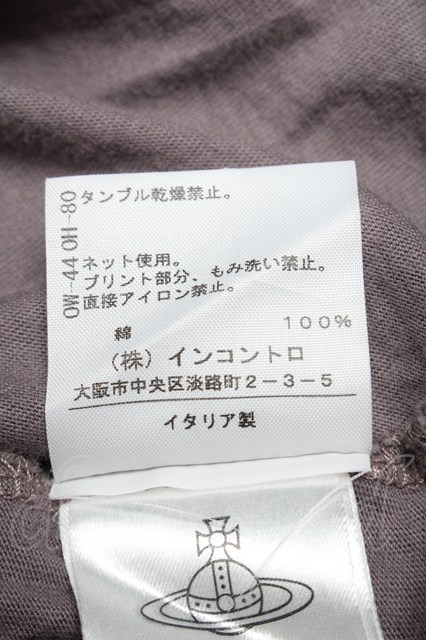 OW-44OH-80
タンブル乾燥禁止。
ネット使用。
プリント部分、もみ洗い禁止。
直接アイロン禁止。
綿 100%
(株)インコントロ
大阪市中央区淡路町2-3-5
イタリア製